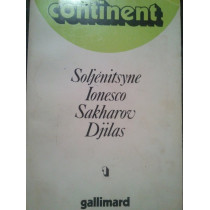 continent
Soljénitsyne
Ionesco
Sakharov
Djilas
1
gallimard